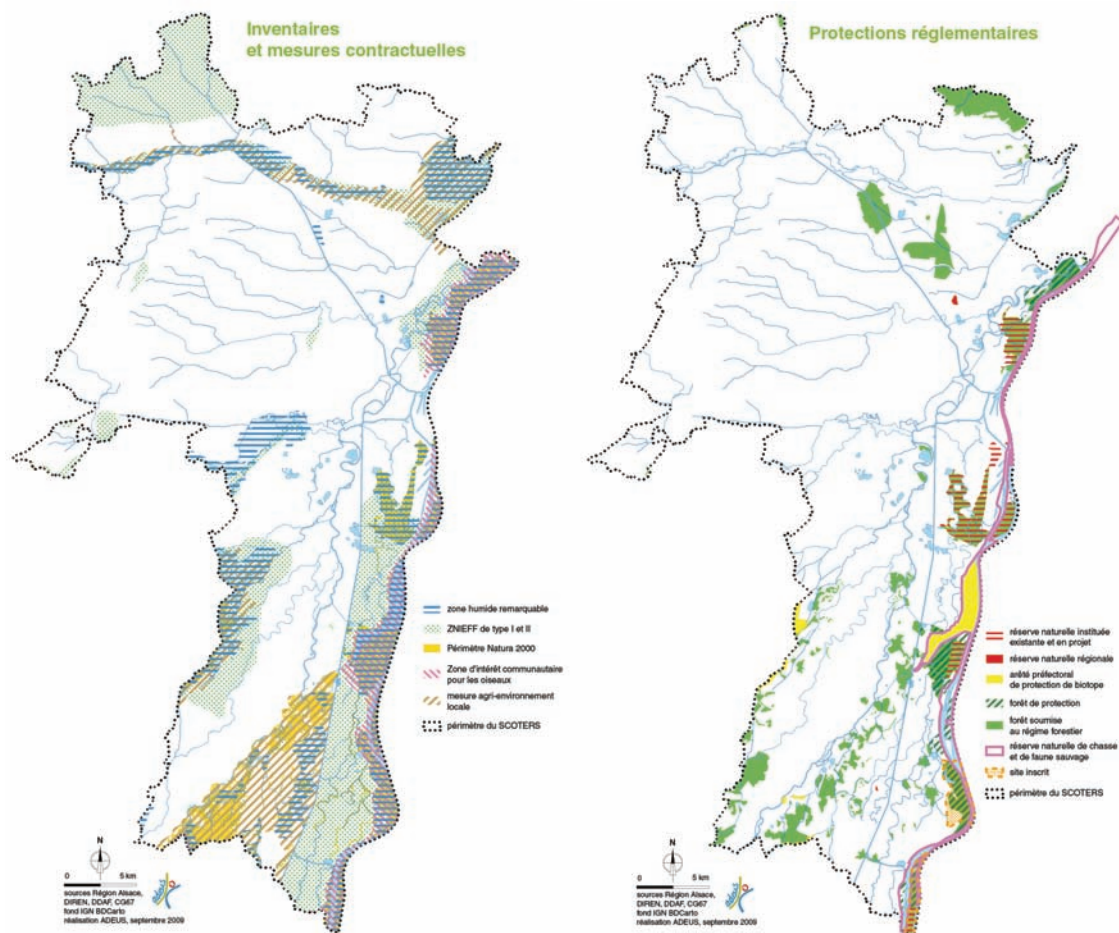 Inventaires
et mesures contractuelles
zone humide remarquable
ZNIEFF de type I et II
Périmètre Natura 2000
Zone d'intérêt communautaire
pour les oiseaux
mesure agri-environnement
locale
périmètre du SCOTERS
N
0 5 km
sources Région Alsace,
DIREN, DDAF, CG67
fond IGN BDCarto
réalisation ADEUS, septembre 2009
adeus
Protections réglementaires
réserve naturelle instituée
existante et en projet
réserve naturelle régionale
arrêté préfectoral
de protection de biotope
forêt de protection
forêt soumise
au régime forestier
réserve naturelle de chasse
et de faune sauvage
site inscrit
périmètre du SCOTERS
N
0 5 km
sources Région Alsace,
DIREN, DDAF, CG67
fond IGN BDCarto
réalisation ADEUS, septembre 2009
adeus